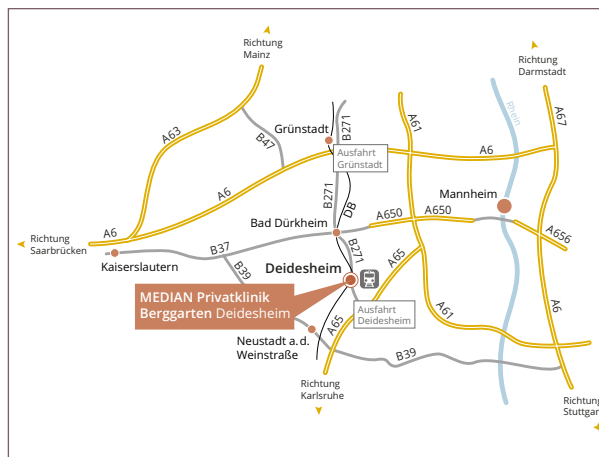 Richtung
Mainz
Richtung
Darmstadt
A63
B47
Grünstadt
B271
Ausfahrt
Grünstadt
A61
Rhein
A67
A6
A6
B271
DB
Mannheim
A6
Bad Dürkheim
A650
A650
A656
Richtung
Saarbrücken
Kaiserslautern
B37
B39
Deidesheim
B271
A65
MEDIAN Privatklinik
Berggarten Deidesheim
Ausfahrt
Deidesheim
A65
A61
A6
Neustadt a.d.
Weinstraße
B39
Richtung
Karlsruhe
Richtung
Stuttgar